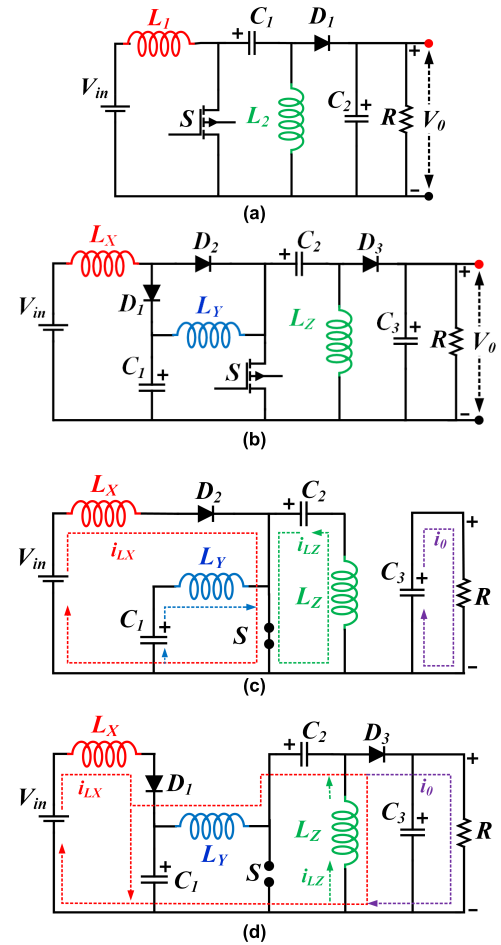 L1 C1 D1
+
Vin S L2 C2 + R + V0 −
(a)
LX D2 C2 D3
+
Vin D1 LY LZ C3 + R + V0 −
C1 + S
(b)
LX D2 C2
+
Vin iLX LY iLZ LZ C3 + i0 R + −
C1 + S
(c)
LX C2 D3
+
Vin iLX D1 LY LZ C3 + i0 R + −
C1 + S iLZ
(d)